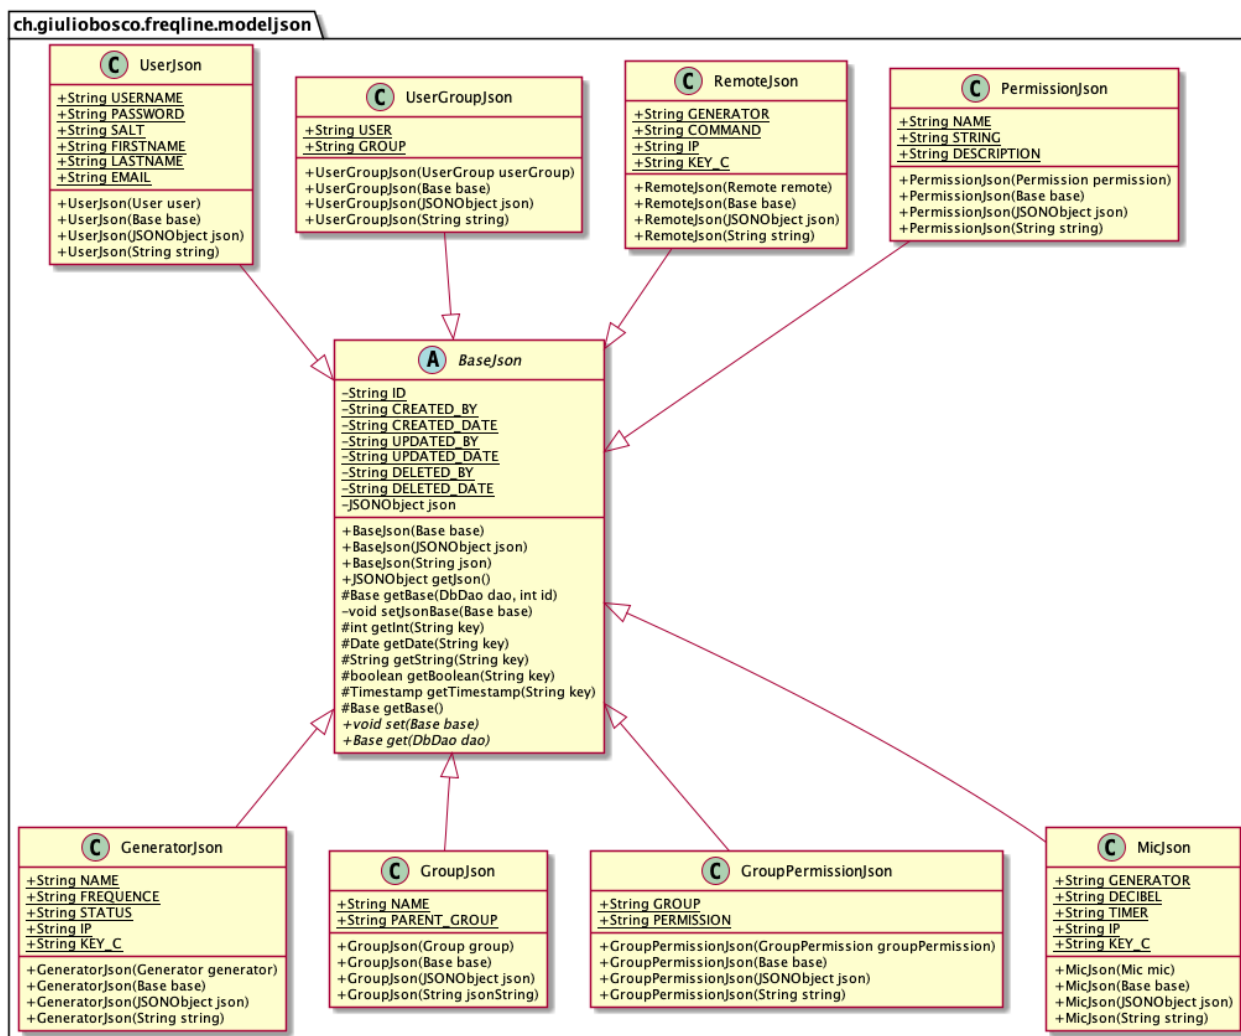 ch.giuliobosco.freqline.modeljson
C UserJson
+String USERNAME
+String PASSWORD
+String SALT
+String FIRSTNAME
+String LASTNAME
+String EMAIL
+UserJson(User user)
+UserJson(Base base)
+UserJson(JSONObject json)
+UserJson(String string)
C UserGroupJson
+String USER
+String GROUP
+UserGroupJson(UserGroup userGroup)
+UserGroupJson(Base base)
+UserGroupJson(JSONObject json)
+UserGroupJson(String string)
C RemoteJson
+String GENERATOR
+String COMMAND
+String IP
+String KEY_C
+RemoteJson(Remote remote)
+RemoteJson(Base base)
+RemoteJson(JSONObject json)
+RemoteJson(String string)
C PermissionJson
+String NAME
+String STRING
+String DESCRIPTION
+PermissionJson(Permission permission)
+PermissionJson(Base base)
+PermissionJson(JSONObject json)
+PermissionJson(String string)
A BaseJson
-String ID
-String CREATED_BY
-String CREATED_DATE
-String UPDATED_BY
-String UPDATED_DATE
-String DELETED_BY
-String DELETED_DATE
-JSONObject json
+BaseJson(Base base)
+BaseJson(JSONObject json)
+BaseJson(String json)
+JSONObject getJson()
#Base getBase(DbDao dao, int id)
-void setJsonBase(Base base)
#int getInt(String key)
#Date getDate(String key)
#String getString(String key)
#boolean getBoolean(String key)
#Timestamp getTimestamp(String key)
#Base getBase()
+void set(Base base)
+Base get(DbDao dao)
C GeneratorJson
+String NAME
+String FREQUENCE
+String STATUS
+String IP
+String KEY_C
+GeneratorJson(Generator generator)
+GeneratorJson(Base base)
+GeneratorJson(JSONObject json)
+GeneratorJson(String string)
C GroupJson
+String NAME
+String PARENT_GROUP
+GroupJson(Group group)
+GroupJson(Base base)
+GroupJson(JSONObject json)
+GroupJson(String jsonString)
C GroupPermissionJson
+String GROUP
+String PERMISSION
+GroupPermissionJson(GroupPermission groupPermission)
+GroupPermissionJson(Base base)
+GroupPermissionJson(JSONObject json)
+GroupPermissionJson(String string)
C MicJson
+String GENERATOR
+String DECIBEL
+String TIMER
+String IP
+String KEY_C
+MicJson(Mic mic)
+MicJson(Base base)
+MicJson(JSONObject json)
+MicJson(String string)